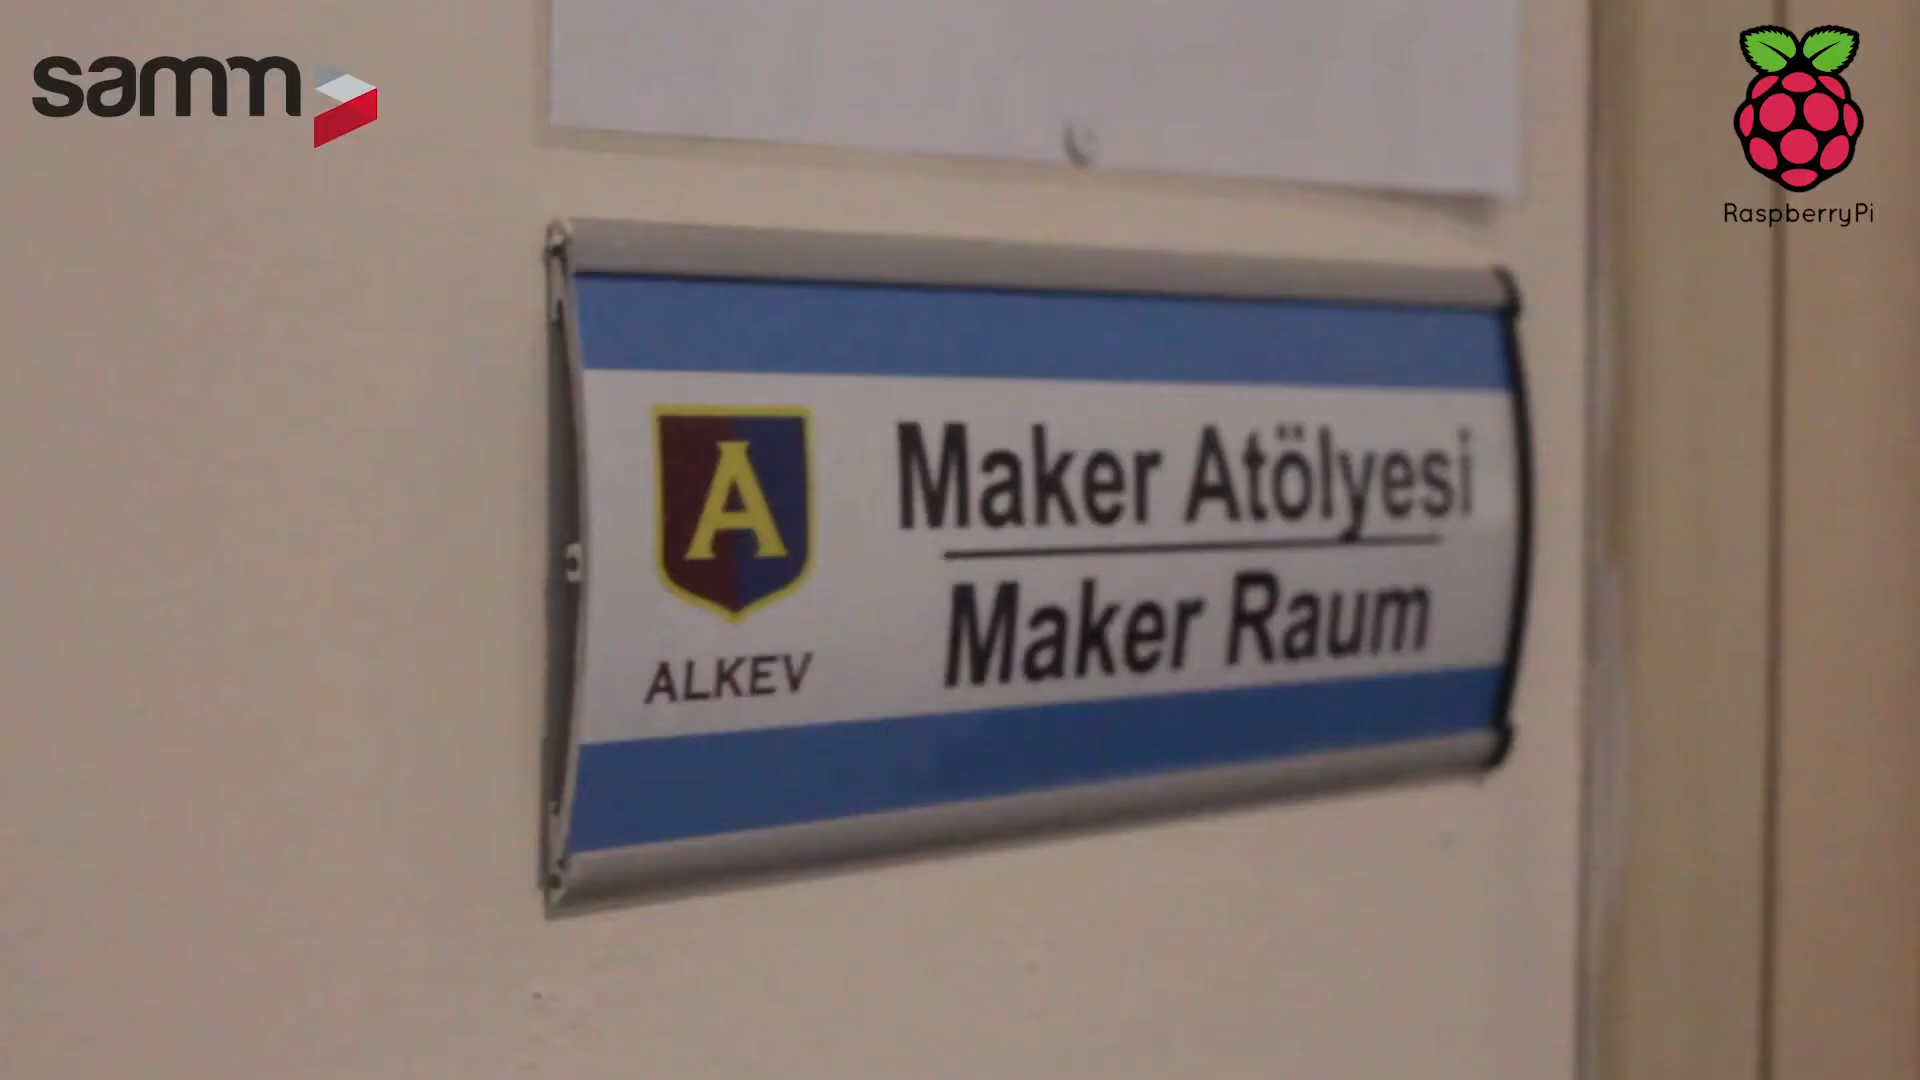 samm
RaspberryPi
A
Maker Atölyesi
Maker Raum
ALKEV